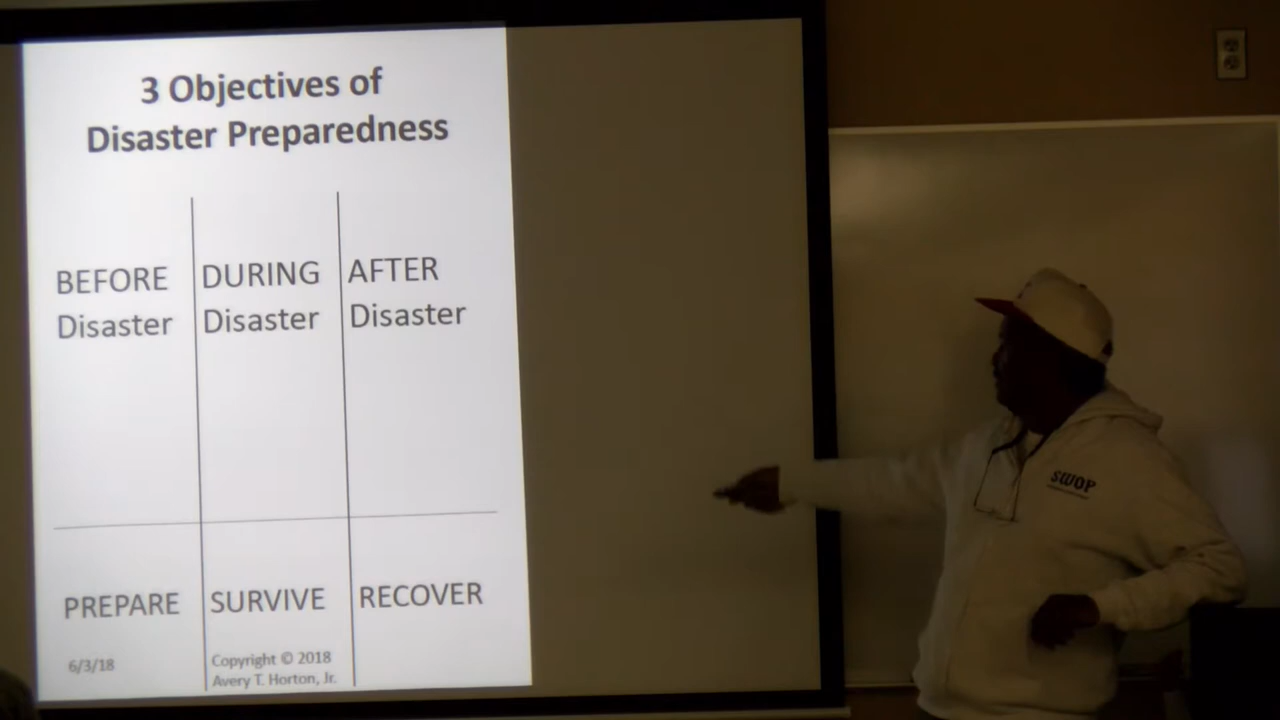 3 Objectives of
Disaster Preparedness
BEFORE
Disaster
DURING
Disaster
AFTER
Disaster
PREPARE
SURVIVE
RECOVER
6/3/18
Copyright © 2018
Avery T. Horton, Jr.
SWOP